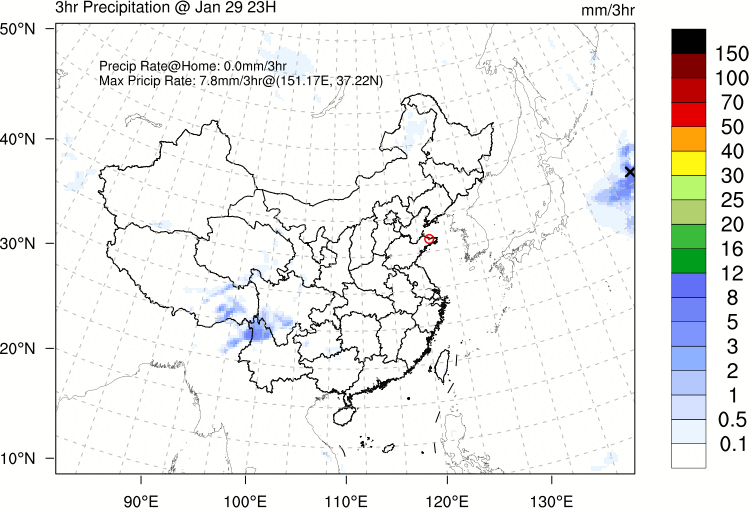 3hr Precipitation @ Jan 29 23H
mm/3hr
50°N
Precip Rate@Home: 0.0mm/3hr
Max Pricip Rate: 7.8mm/3hr@(151.17E, 37.22N)
40°N
30°N
20°N
10°N
90°E 100°E 110°E 120°E 130°E
150
100
70
50
40
30
25
20
16
12
8
5
3
2
1
0.5
0.1